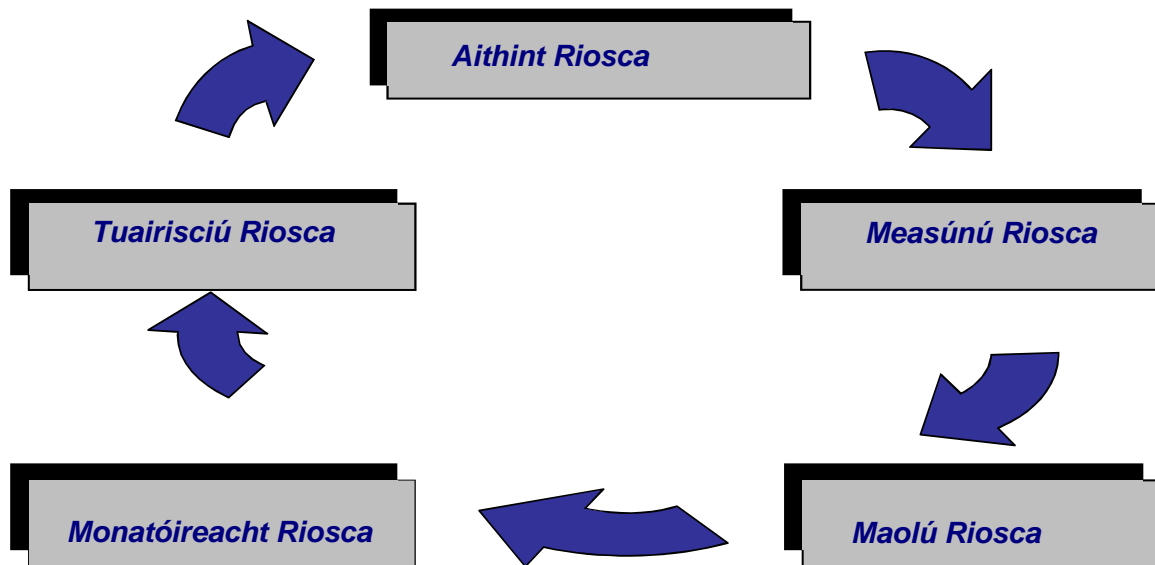 Aithint Riosca
Tuairisciú Riosca
Measúnú Riosca
Monatóireacht Riosca
Maolú Riosca